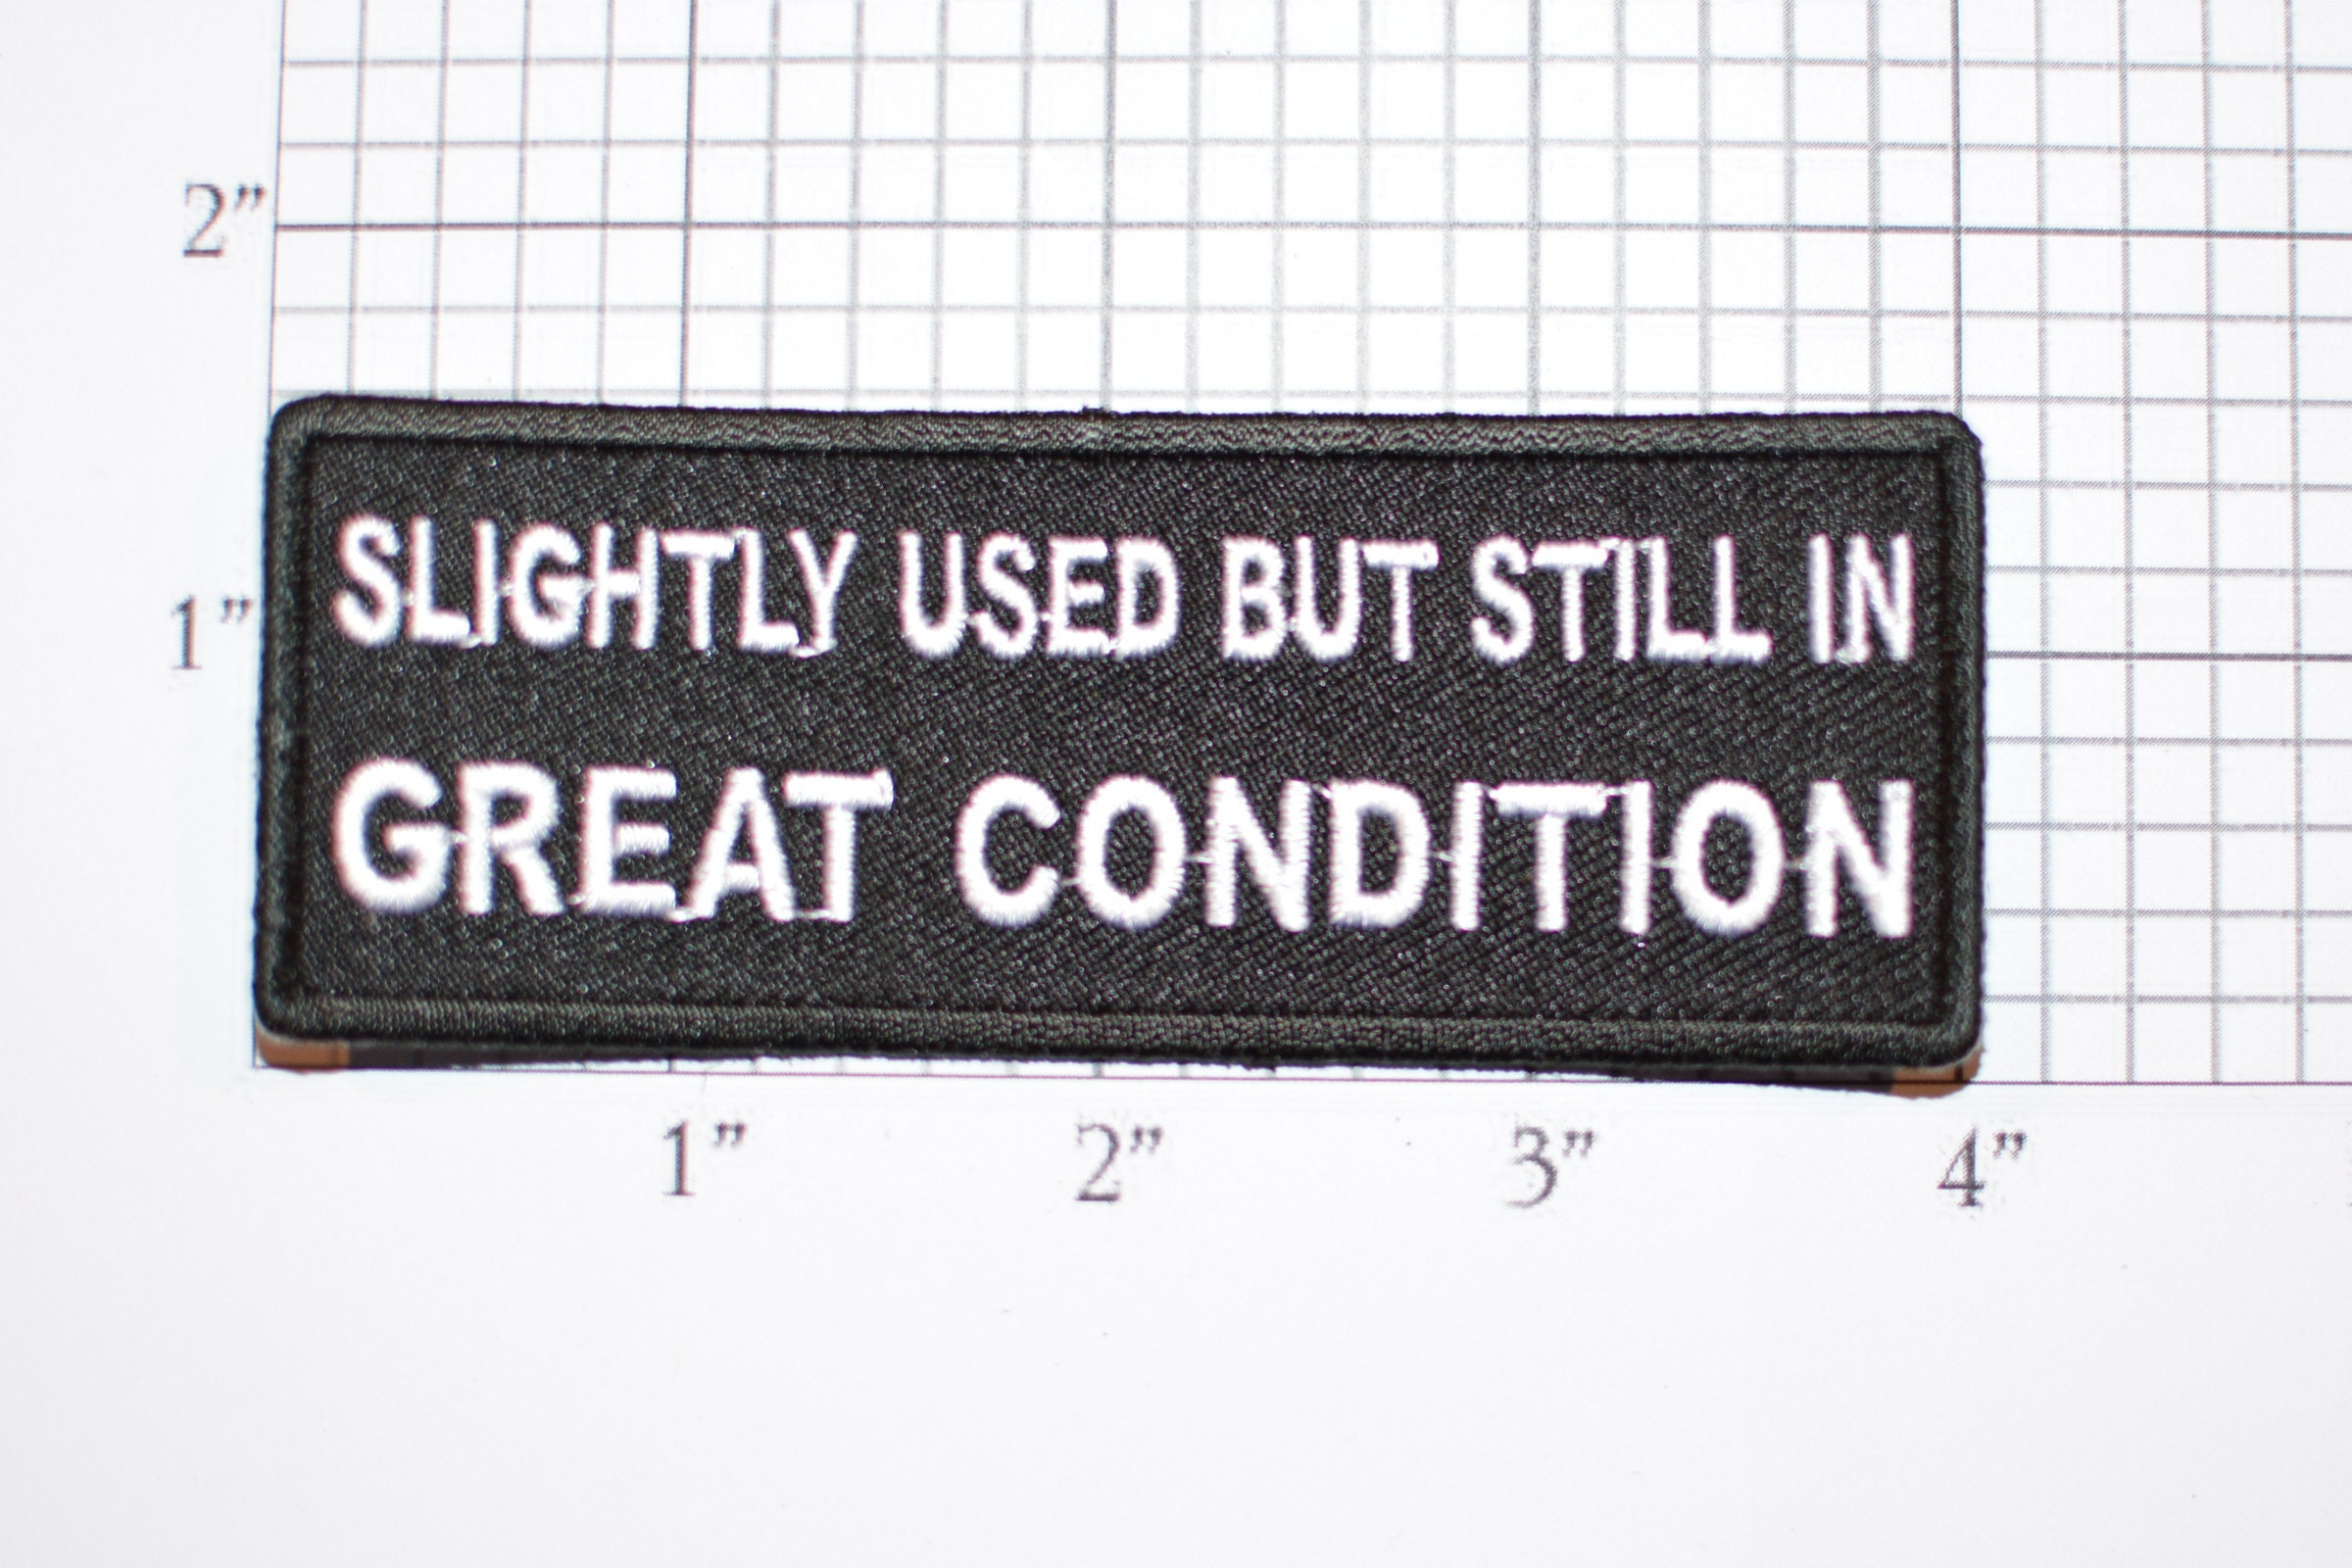 2”
1”
SLIGHTLY USED BUT STILL IN
GREAT CONDITION
1” 2” 3” 4”